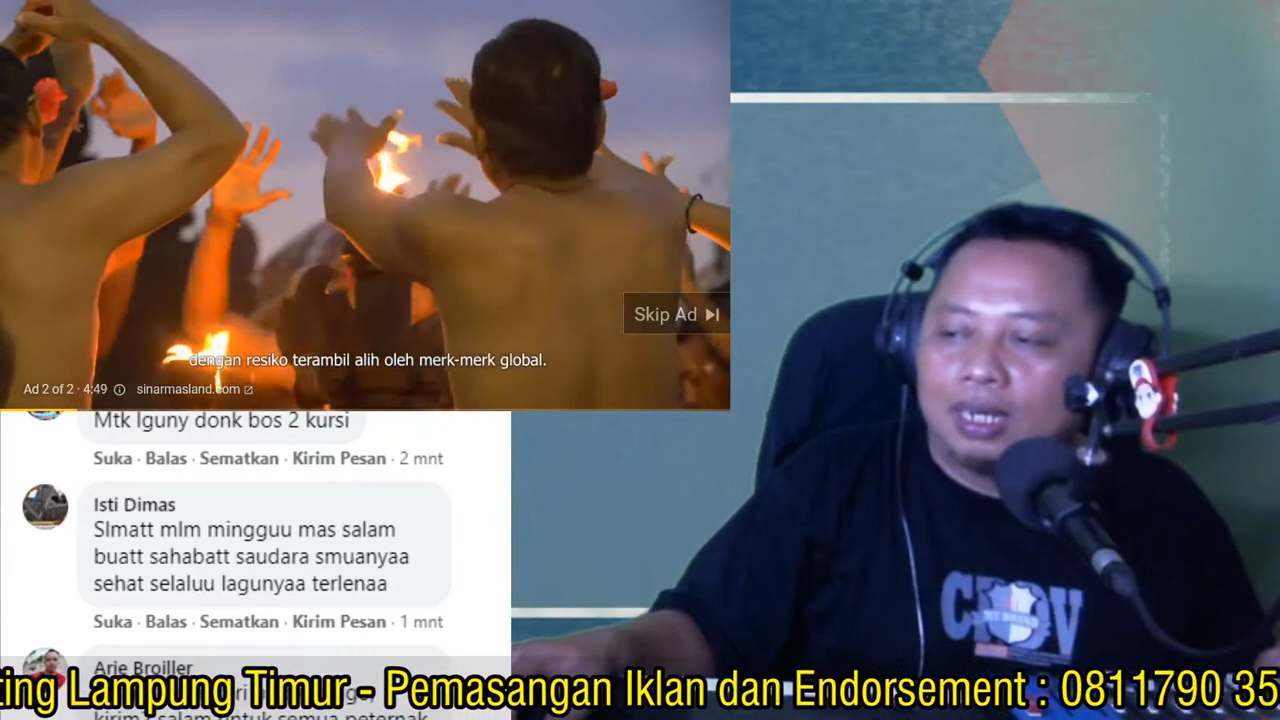 Skip Ad
dengan resiko terambil alih oleh merk-merk global.
Ad 2 of 2 · 4:49
sinarmasland.com
Mtk lguny donk bos 2 kursi
Suka · Balas · Sematkan · Kirim Pesan · 2 mnt
Isti Dimas
Slmatt mlm mingguu mas salam
buatt sahabatt saudara smuanyaa
sehat selaluu lagunyaa terlenaa
Suka · Balas · Sematkan · Kirim Pesan · 1 mnt
Arie Broiller
ting Lampung Timur - Pemasangan Iklan dan Endorsement : 0811790 35